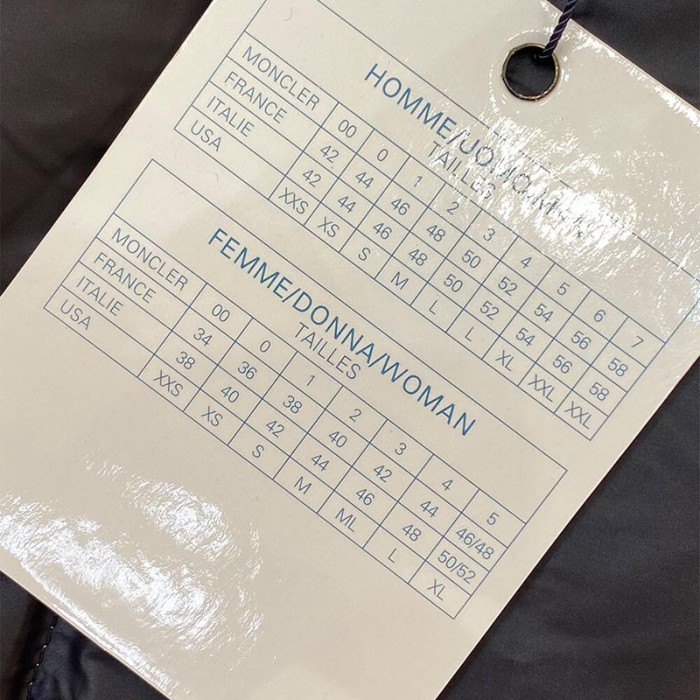 HOMME/UOMO/MAN
TAILLES
MONCLER 00 0 1 2 3 4 5 6 7
FRANCE 42 44 46 48 50 52 54 56 58
ITALIE 42 44 46 48 50 52 54 56 58
USA XXS XS S M L L XL XXL XXL
FEMME/DONNA/WOMAN
TAILLES
MONCLER 00 0 1 2 3 4 5
FRANCE 34 36 38 40 42 44 46/48
ITALIE 38 40 42 44 46 48 50/52
USA XXS XS S M ML L XL